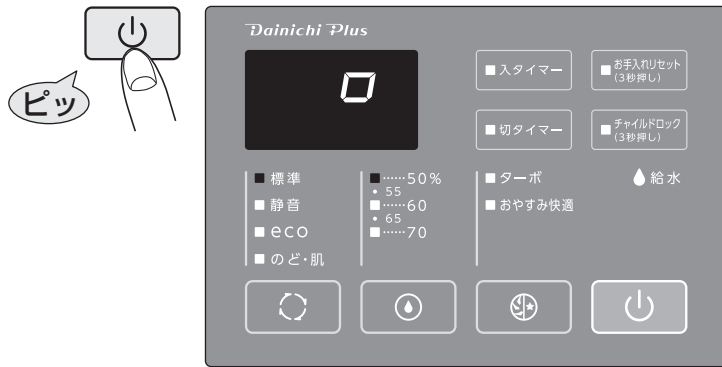 ピッ
Dainichi Plus
0
入タイマー
お手入れリセット
(3秒押し)
切タイマー
チャイルドロック
(3秒押し)
標準
静音
eco
のど・肌
50%
55
60
65
70
ターボ
おやすみ快適
給水